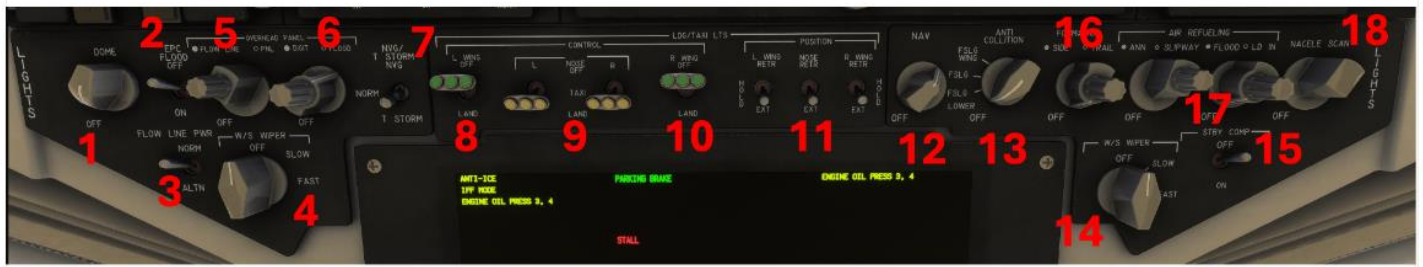 2 5 6 16 18
OVERHEAD PANEL
EPC FLOOD OFF
FLOW LINE PNL DIGIT FLOOD
DOME
NVG/
T STORM
NVG
7
LDG/TAXI LTS
CONTROL
POSITION
L WING OFF
NOSE OFF
L R
R WING OFF
L WING RETR
NOSE RETR
R WING RETR
NAV
ANTI COLLITION
FSLG WING
FSLG
FSLG LOWER
OFF
SIDE TRAIL
AIR REFUELING
ANN SLIPWAY FLOOD LD IN
NACELE SCAN
LIGHTS
LIGHTS
ON
OFF
OFF
OFF
NORM
T STORM
TAXI
LAND
LAND
LAND
LAND
HOLD
EXT
EXT
EXT
HOLD
OFF
OFF
OFF
OFF
OFF
1 8 9 10 11 12 13 17
FLOW LINE PWR
NORM
ALTN
3
W/S WIPER
OFF
SLOW
FAST
4
W/S WIPER
OFF
SLOW
14
STBY COMP
OFF
ON
15
ANTI-ICE PARKING BRAKE ENGINE OIL PRESS 3, 4
IFF MODE
ENGINE OIL PRESS 3, 4
STALL